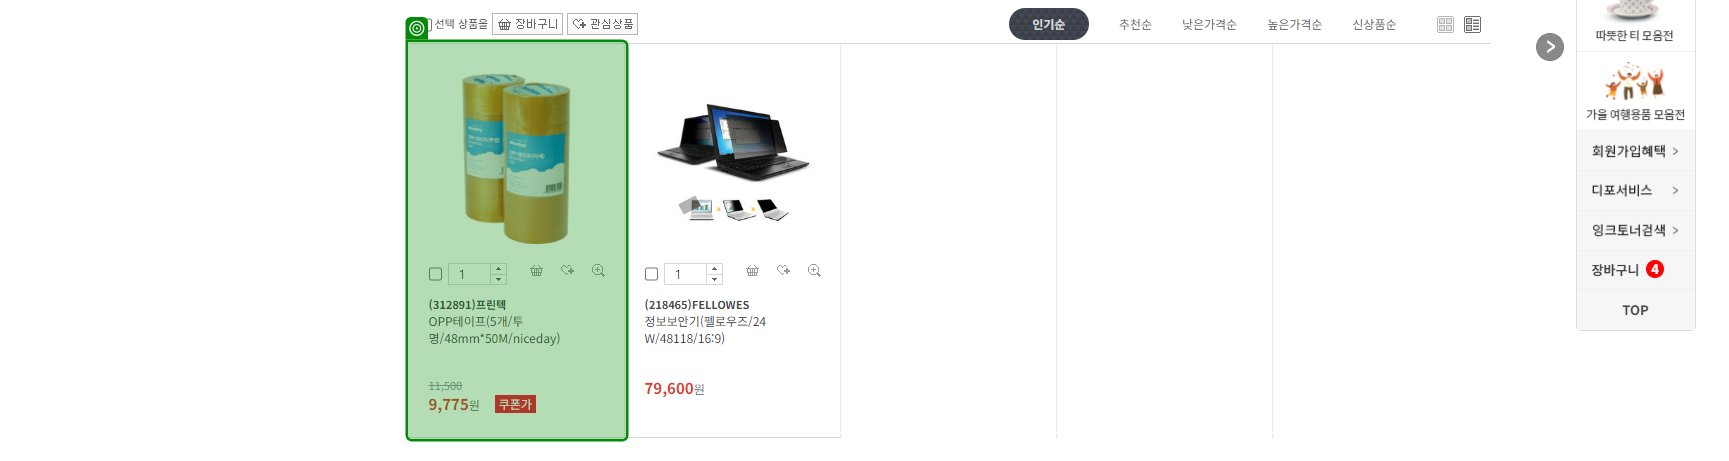 선택 상품을 장바구니 관심상품
인기순 추천순 낮은가격순 높은가격순 신상품순
1
(312891)프린텍
OPP테이프(5개/투
명/48mm*50M/niceday)
11,500
9,775원 쿠폰가
1
(218465)FELLOWES
정보보안기(펠로우즈/24
W/48118/16:9)
79,600원
따뜻한 티 모음전
가을 여행용품 모음전
회원가입혜택 >
디포서비스 >
잉크토너검색 >
장바구니 4
TOP